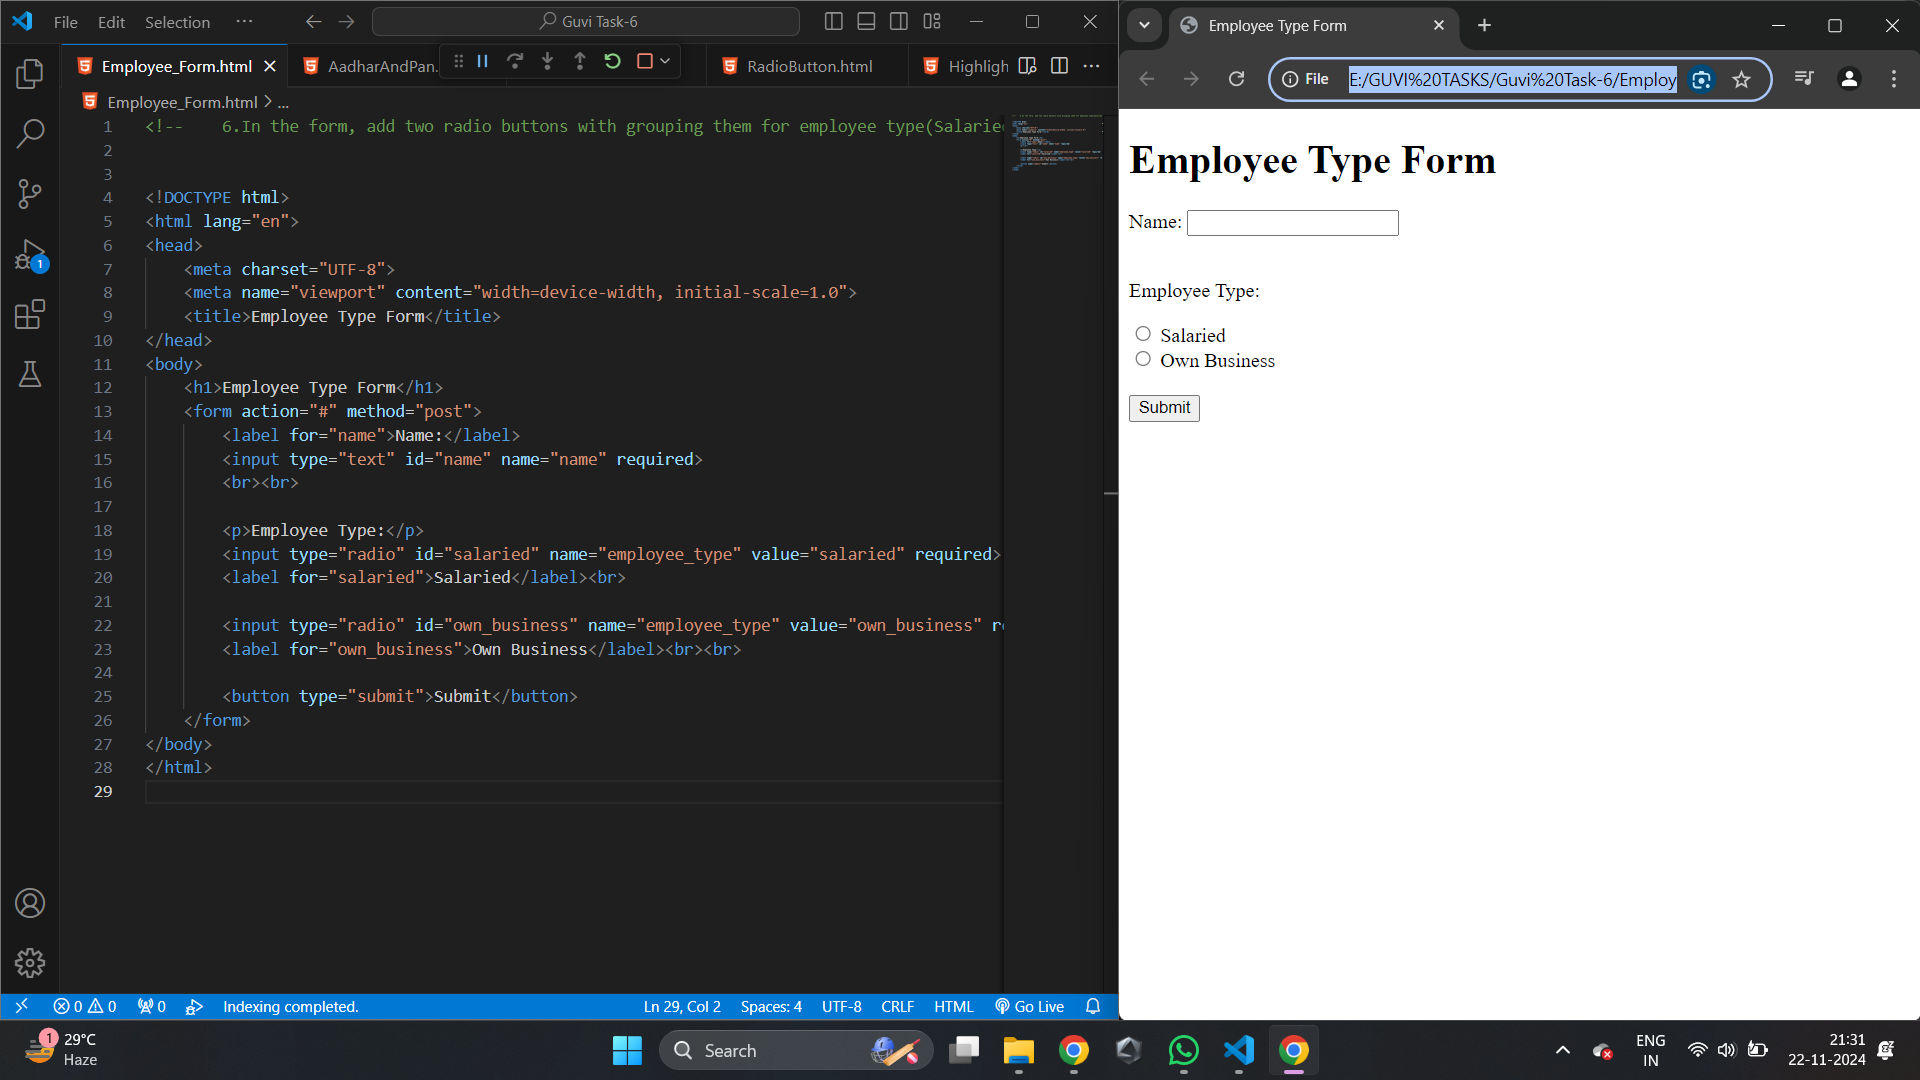 File Edit Selection ··· Guvi Task-6
Employee_Form.html AadharAndPan. RadioButton.html Highligh ···
Employee_Form.html > ...
1 <!-- 6.In the form, add two radio buttons with grouping them for employee type(Salarie
2
3
4 <!DOCTYPE html>
5 <html lang="en">
6 <head>
7 <meta charset="UTF-8">
8 <meta name="viewport" content="width=device-width, initial-scale=1.0">
9 <title>Employee Type Form</title>
10 </head>
11 <body>
12 <h1>Employee Type Form</h1>
13 <form action="#" method="post">
14 <label for="name">Name:</label>
15 <input type="text" id="name" name="name" required>
16 <br><br>
17
18 <p>Employee Type:</p>
19 <input type="radio" id="salaried" name="employee_type" value="salaried" required>
20 <label for="salaried">Salaried</label><br>
21
22 <input type="radio" id="own_business" name="employee_type" value="own_business" re
23 <label for="own_business">Own Business</label><br><br>
24
25 <button type="submit">Submit</button>
26 </form>
27 </body>
28 </html>
29
1
0 0 0 Indexing completed. Ln 29, Col 2 Spaces: 4 UTF-8 CRLF HTML Go Live
Employee Type Form
File E:/GUVI%20TASKS/Guvi%20Task-6/Employ
Employee Type Form
Name:
Employee Type:
Salaried
Own Business
Submit
1
29°C
Haze
Search
ENG
IN
21:31
22-11-2024